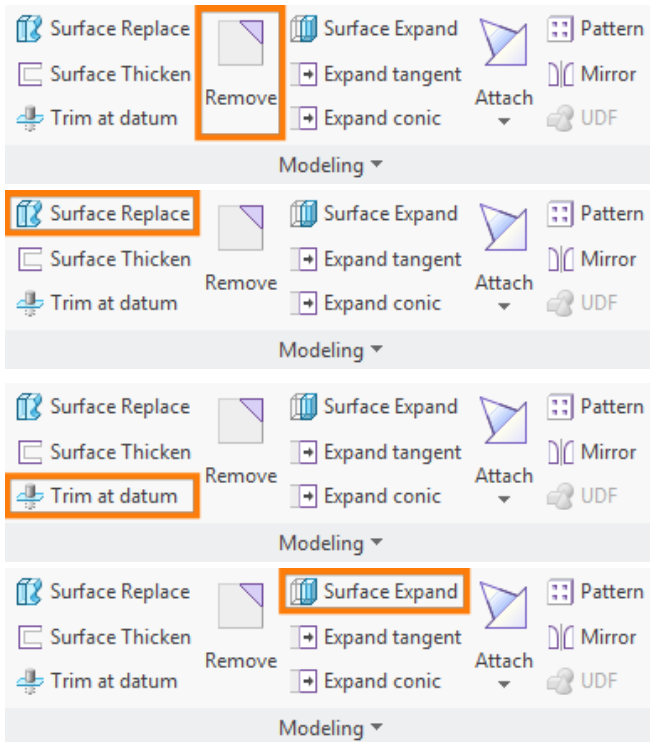 Surface Replace Surface Expand Pattern
Surface Thicken Expand tangent Mirror
Remove Attach
Trim at datum Expand conic UDF
Modeling
Surface Replace Surface Expand Pattern
Surface Thicken Expand tangent Mirror
Remove Attach
Trim at datum Expand conic UDF
Modeling
Surface Replace Surface Expand Pattern
Surface Thicken Expand tangent Mirror
Remove Attach
Trim at datum Expand conic UDF
Modeling
Surface Replace Surface Expand Pattern
Surface Thicken Expand tangent Mirror
Remove Attach
Trim at datum Expand conic UDF
Modeling